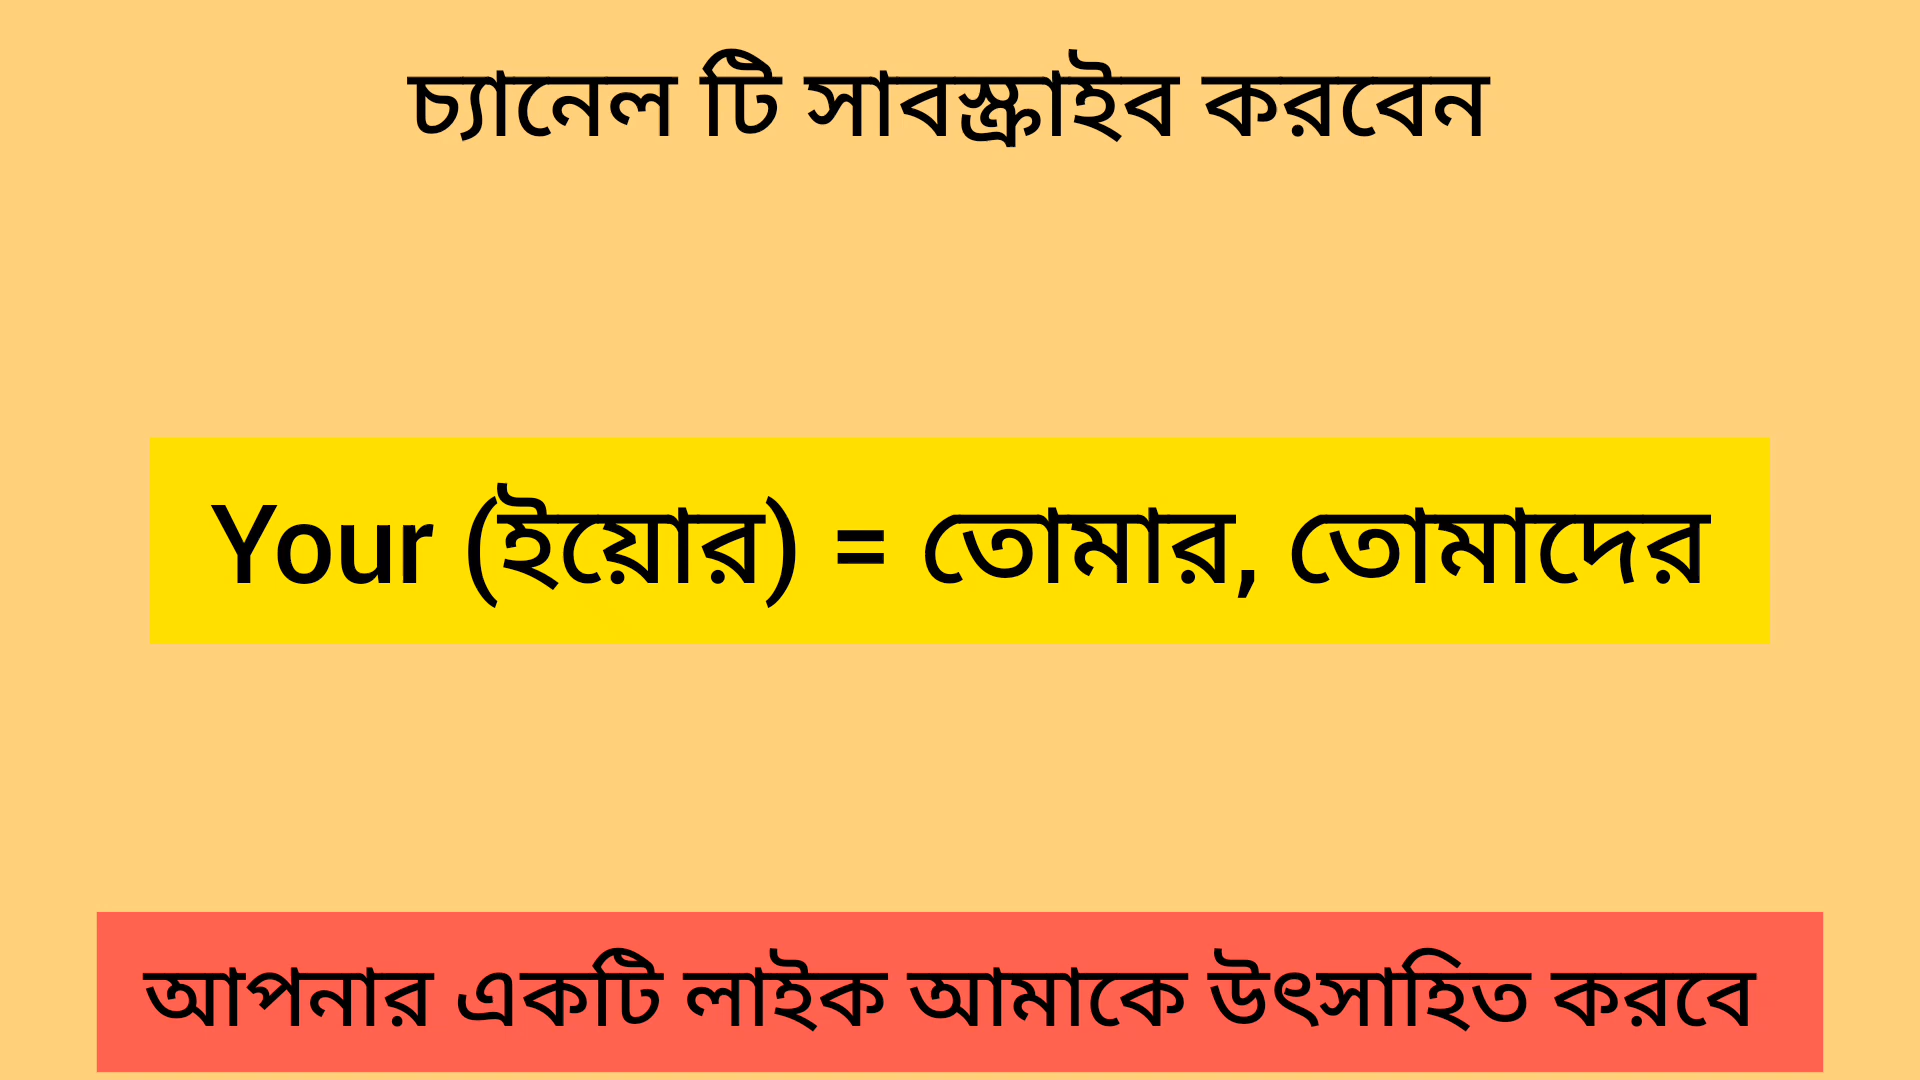 চ্যানেল টি সাবস্ক্রাইব করবেন
Your (ইয়োর) = তোমার, তোমাদের
আপনার একটি লাইক আমাকে উৎসাহিত করবে